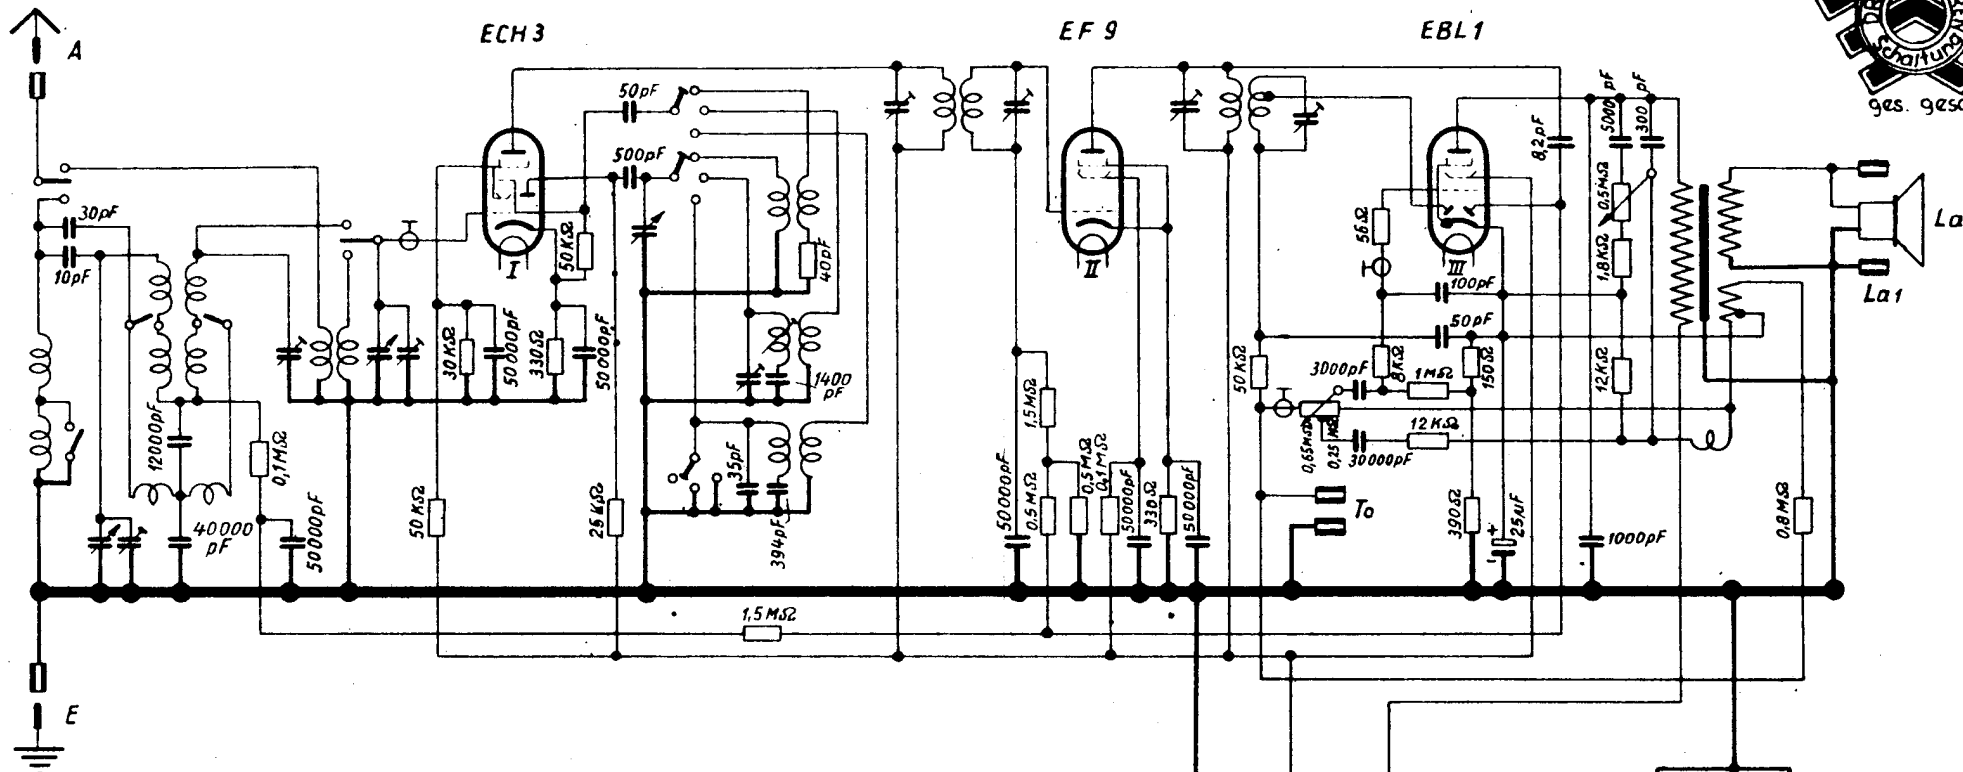 A
ECH3
EF9
EBL1
DR
Schaltung
ges.
30pF
10pF
50pF
500pF
8,2pF
5000pF
300pF
0,5MΩ
1,8KΩ
12KΩ
La
La1
I
II
III
50KΩ
40pF
56Ω
100pF
50pF
30KΩ
50000pF
330Ω
50000pF
1400
pF
50KΩ
8KΩ
150Ω
3000pF
1MΩ
12KΩ
0,65MΩ
0,25MΩ
30000pF
12000pF
0,1MΩ
40000
pF
50000pF
50KΩ
25KΩ
35pF
394pF
1,5MΩ
50000pF
0,5MΩ
0,5MΩ
0,1MΩ
50000pF
330Ω
50000pF
To
390Ω
+
25µF
-
1000pF
0,8MΩ
1,5MΩ
E